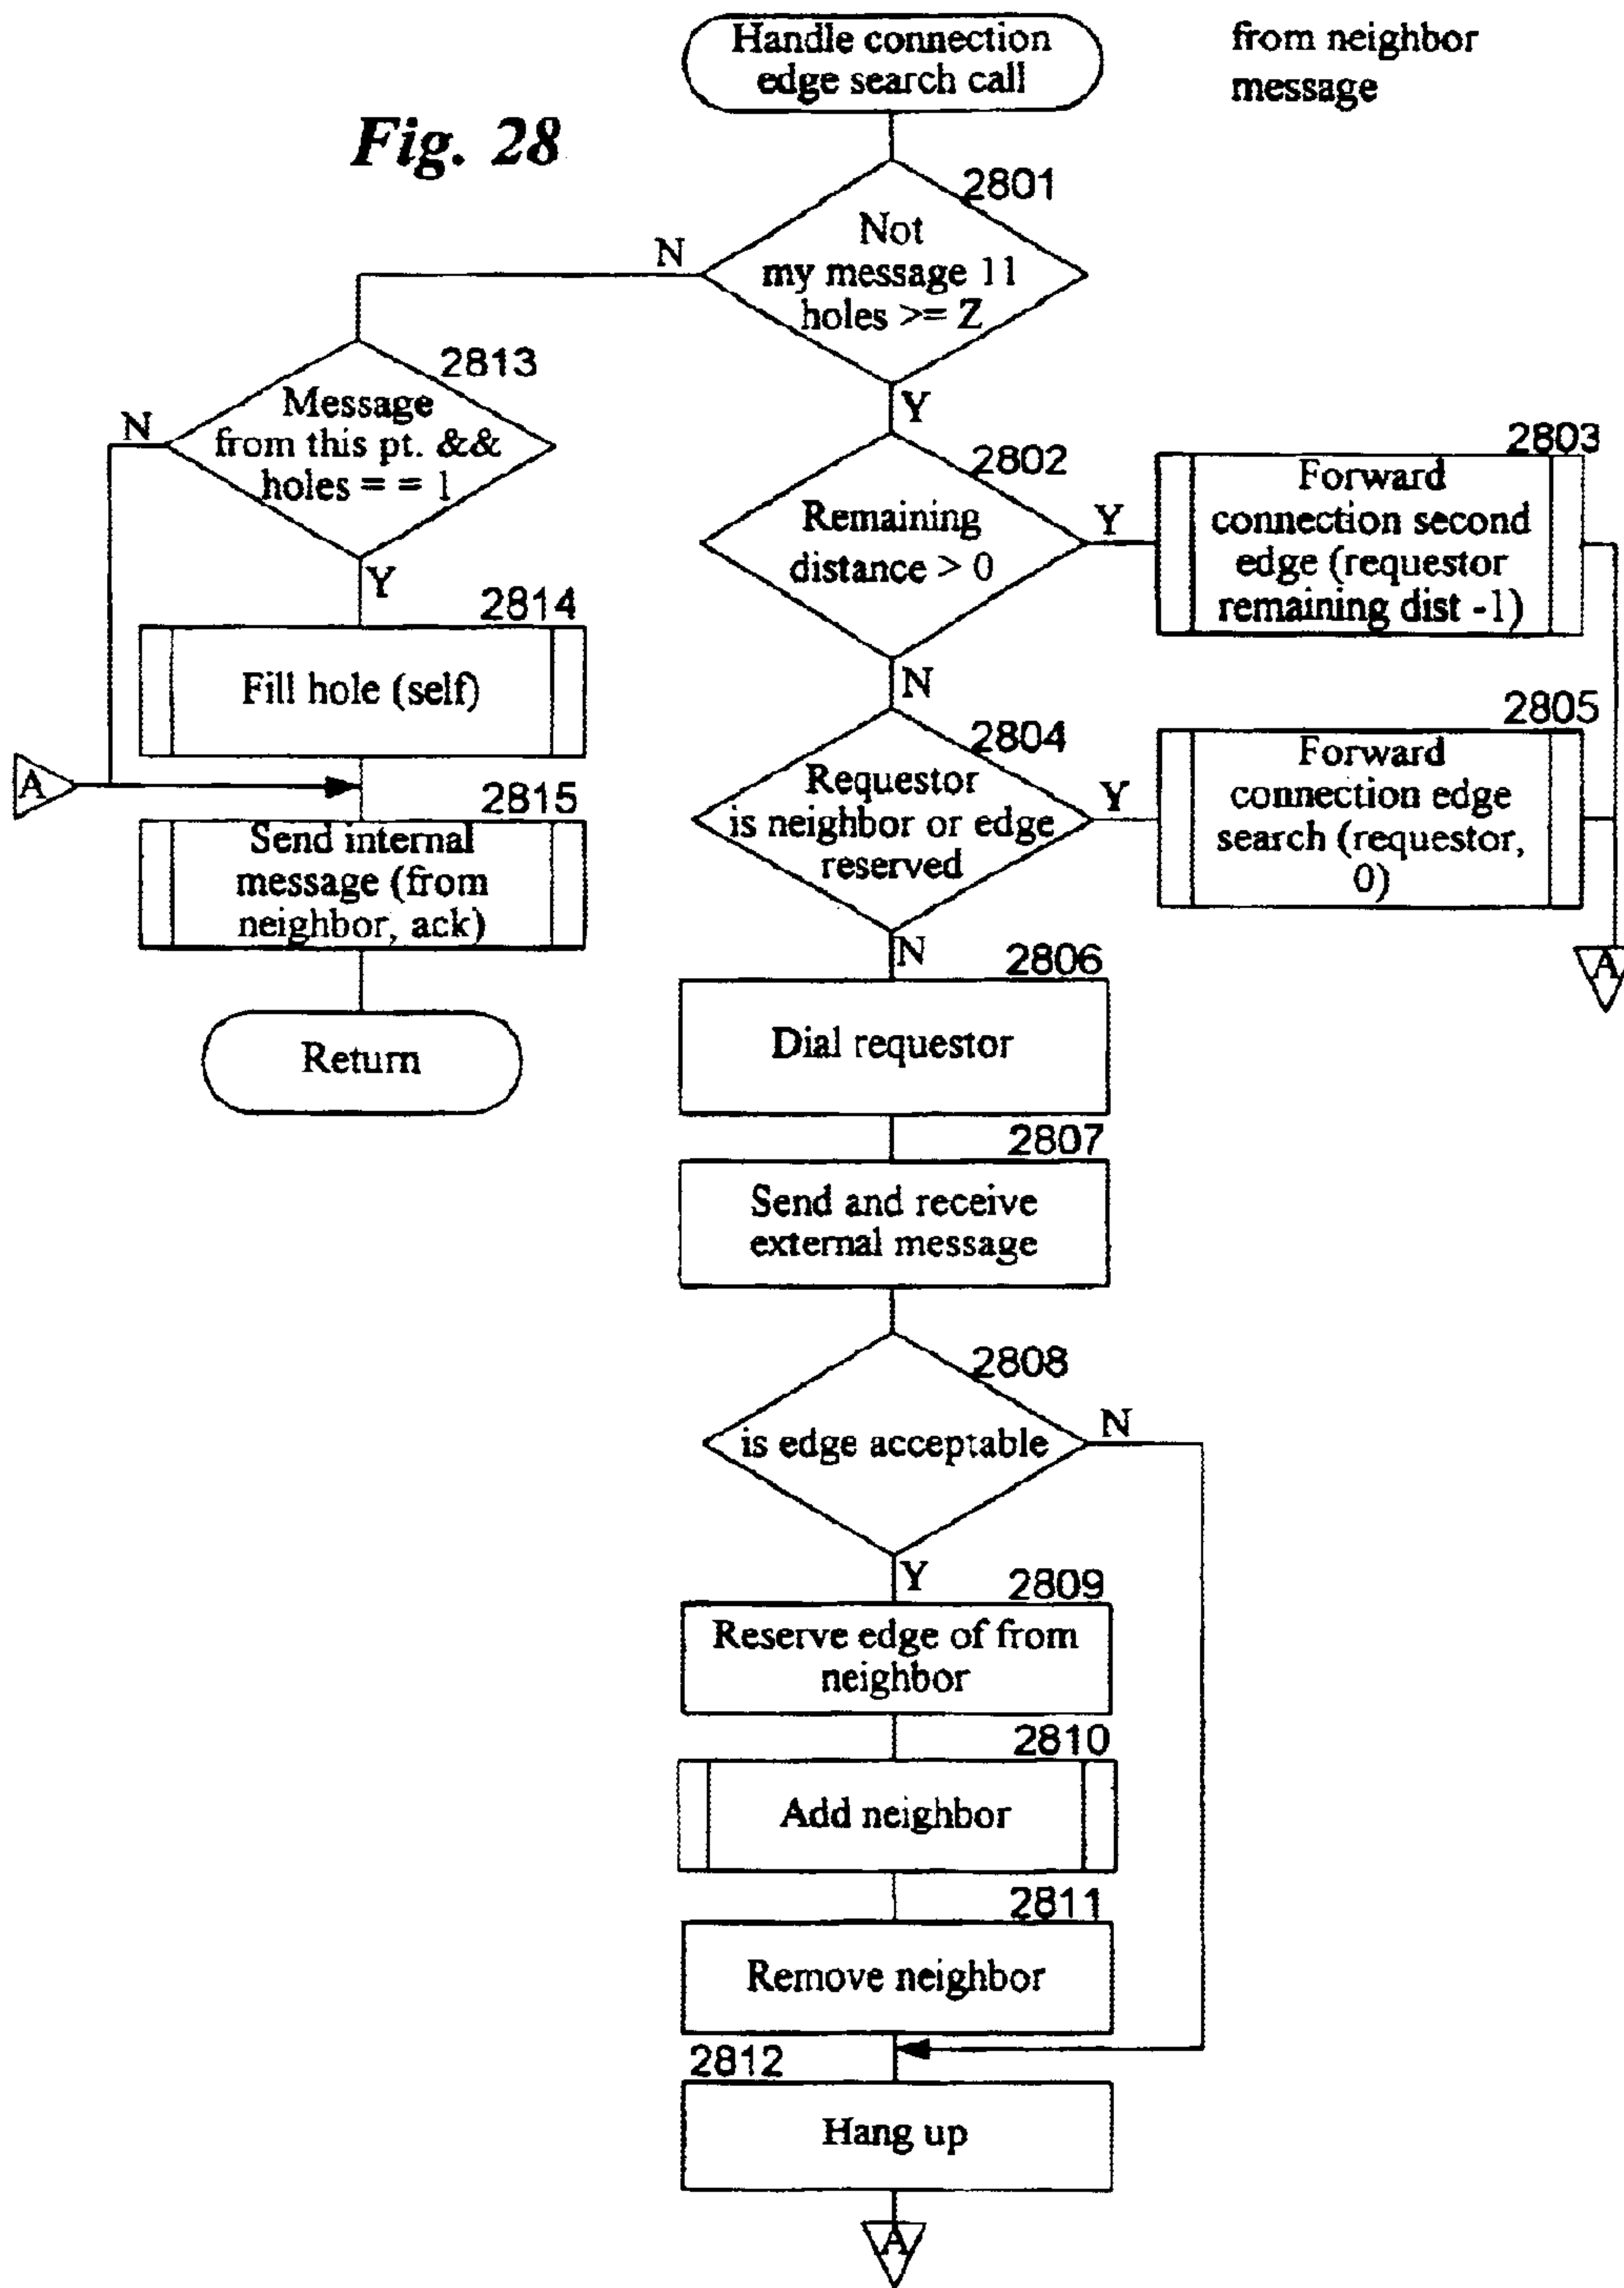 Handle connection
edge search call
from neighbor
message
Fig. 28
2801
Not
my message 11
holes >= Z
N
Y
2813
Message
from this pt. &&
holes = = 1
N
Y
2814
Fill hole (self)
A
2815
Send internal
message (from
neighbor, ack)
Return
2802
Remaining
distance > 0
Y
N
2803
Forward
connection second
edge (requestor
remaining dist -1)
2804
Requestor
is neighbor or edge
reserved
Y
N
2805
Forward
connection edge
search (requestor,
0)
A
2806
Dial requestor
2807
Send and receive
external message
2808
is edge acceptable
N
Y
2809
Reserve edge of from
neighbor
2810
Add neighbor
2811
Remove neighbor
2812
Hang up
A